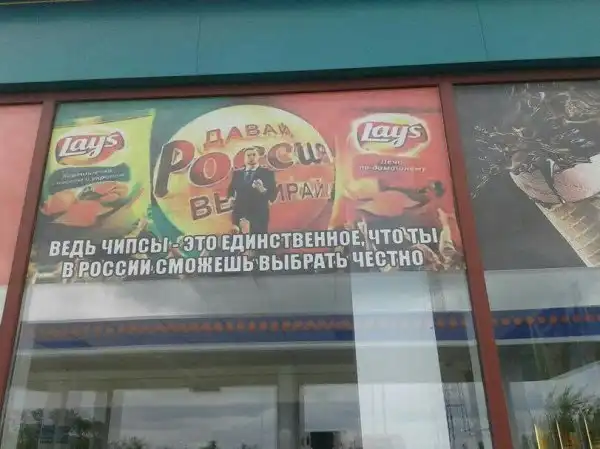 Lay's
Lay's
ДАВАЙ
РОССИЯ
ВЫБИРАЙ!
ВЕДЬ ЧИПСЫ - ЭТО ЕДИНСТВЕННОЕ, ЧТО ТЫ
В РОССИИ СМОЖЕШЬ ВЫБРАТЬ ЧЕСТНО